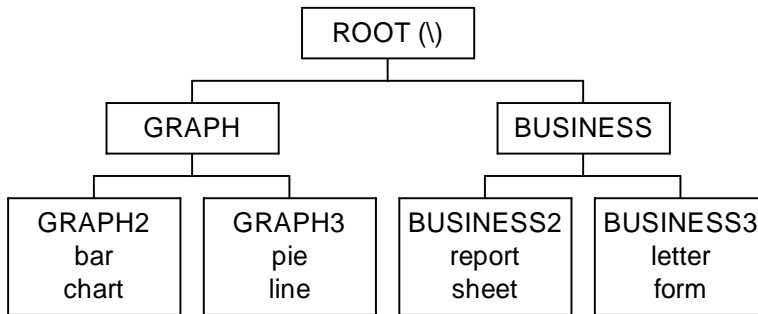 ROOT (\)
GRAPH
BUSINESS
GRAPH2
bar
chart
GRAPH3
pie
line
BUSINESS2
report
sheet
BUSINESS3
letter
form